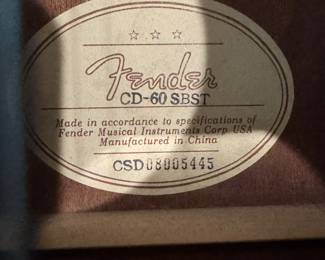 Fender
CD-60 SBST
Made in accordance to specifications of
Fender Musical Instruments Corp USA
Manufactured in China
CSD08005445